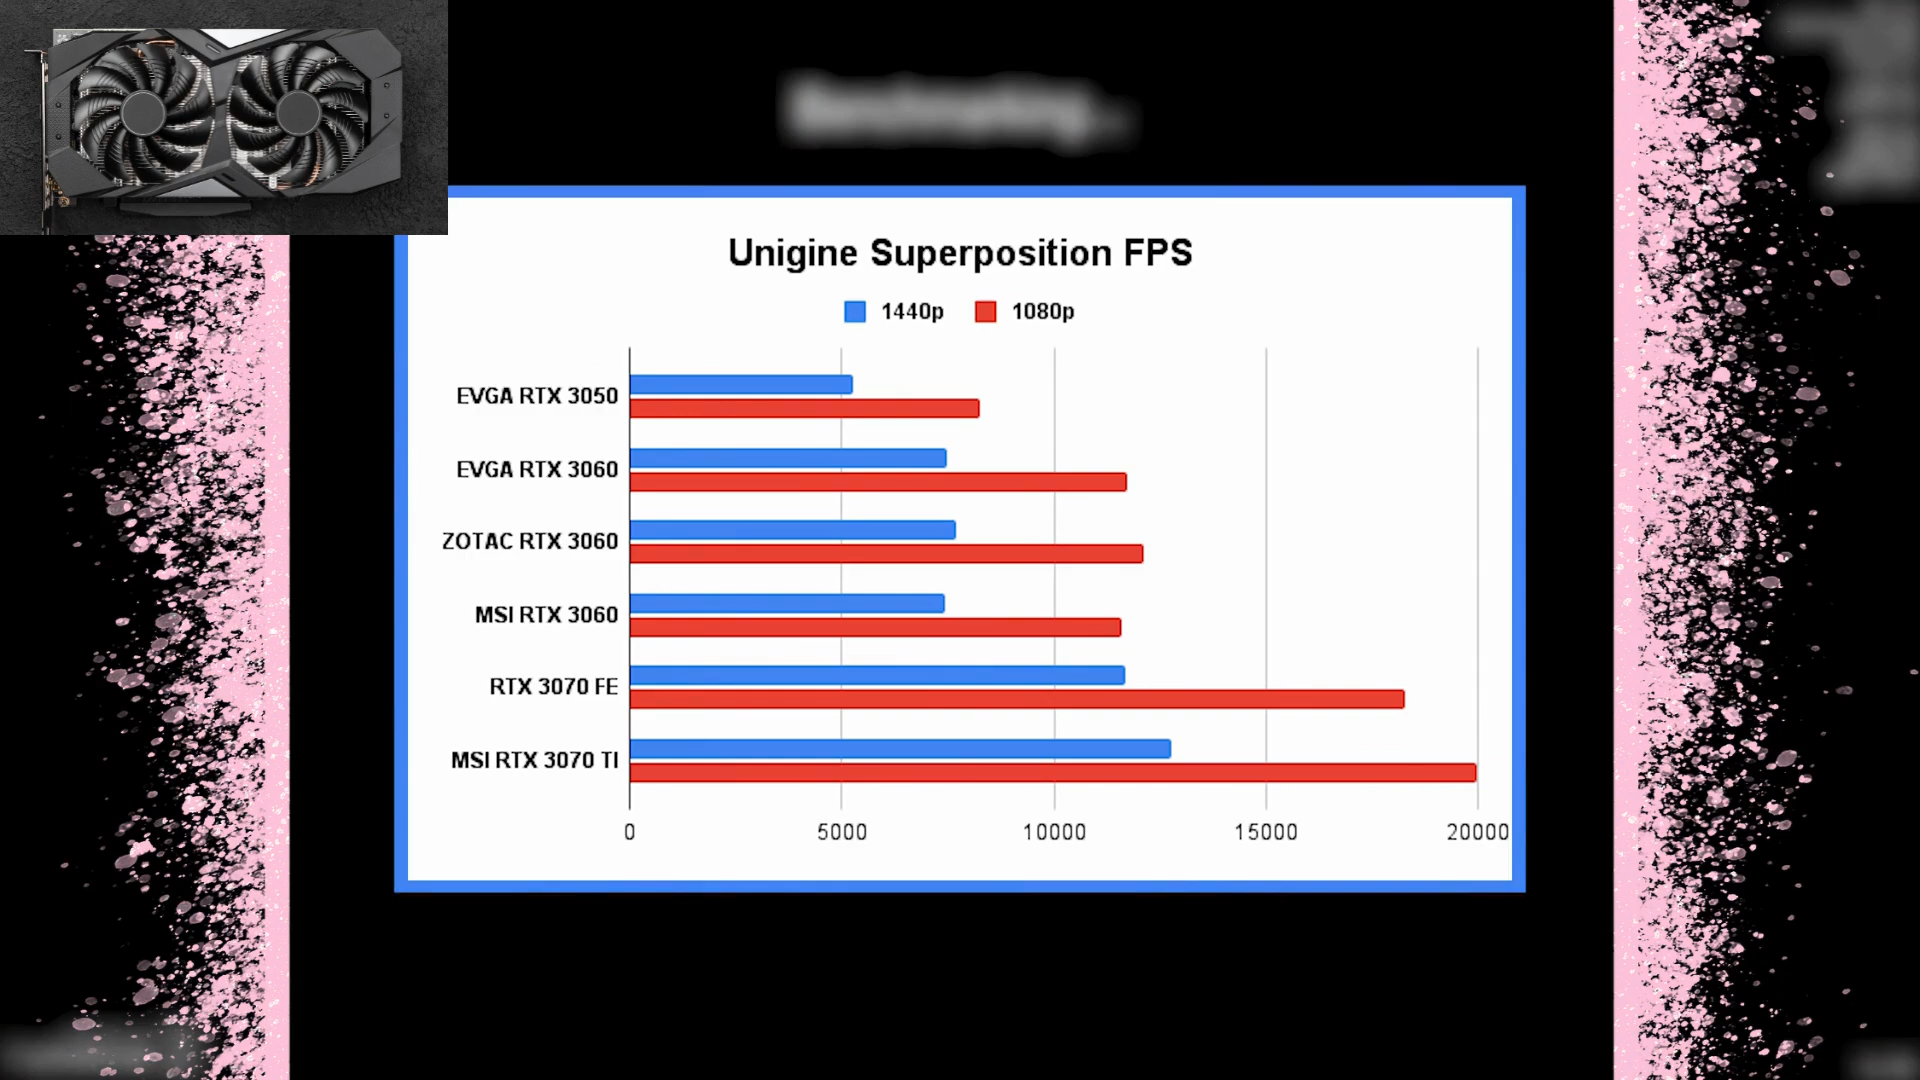 Unigine Superposition FPS
1440p 1080p
EVGA RTX 3050
EVGA RTX 3060
ZOTAC RTX 3060
MSI RTX 3060
RTX 3070 FE
MSI RTX 3070 TI
0 5000 10000 15000 20000